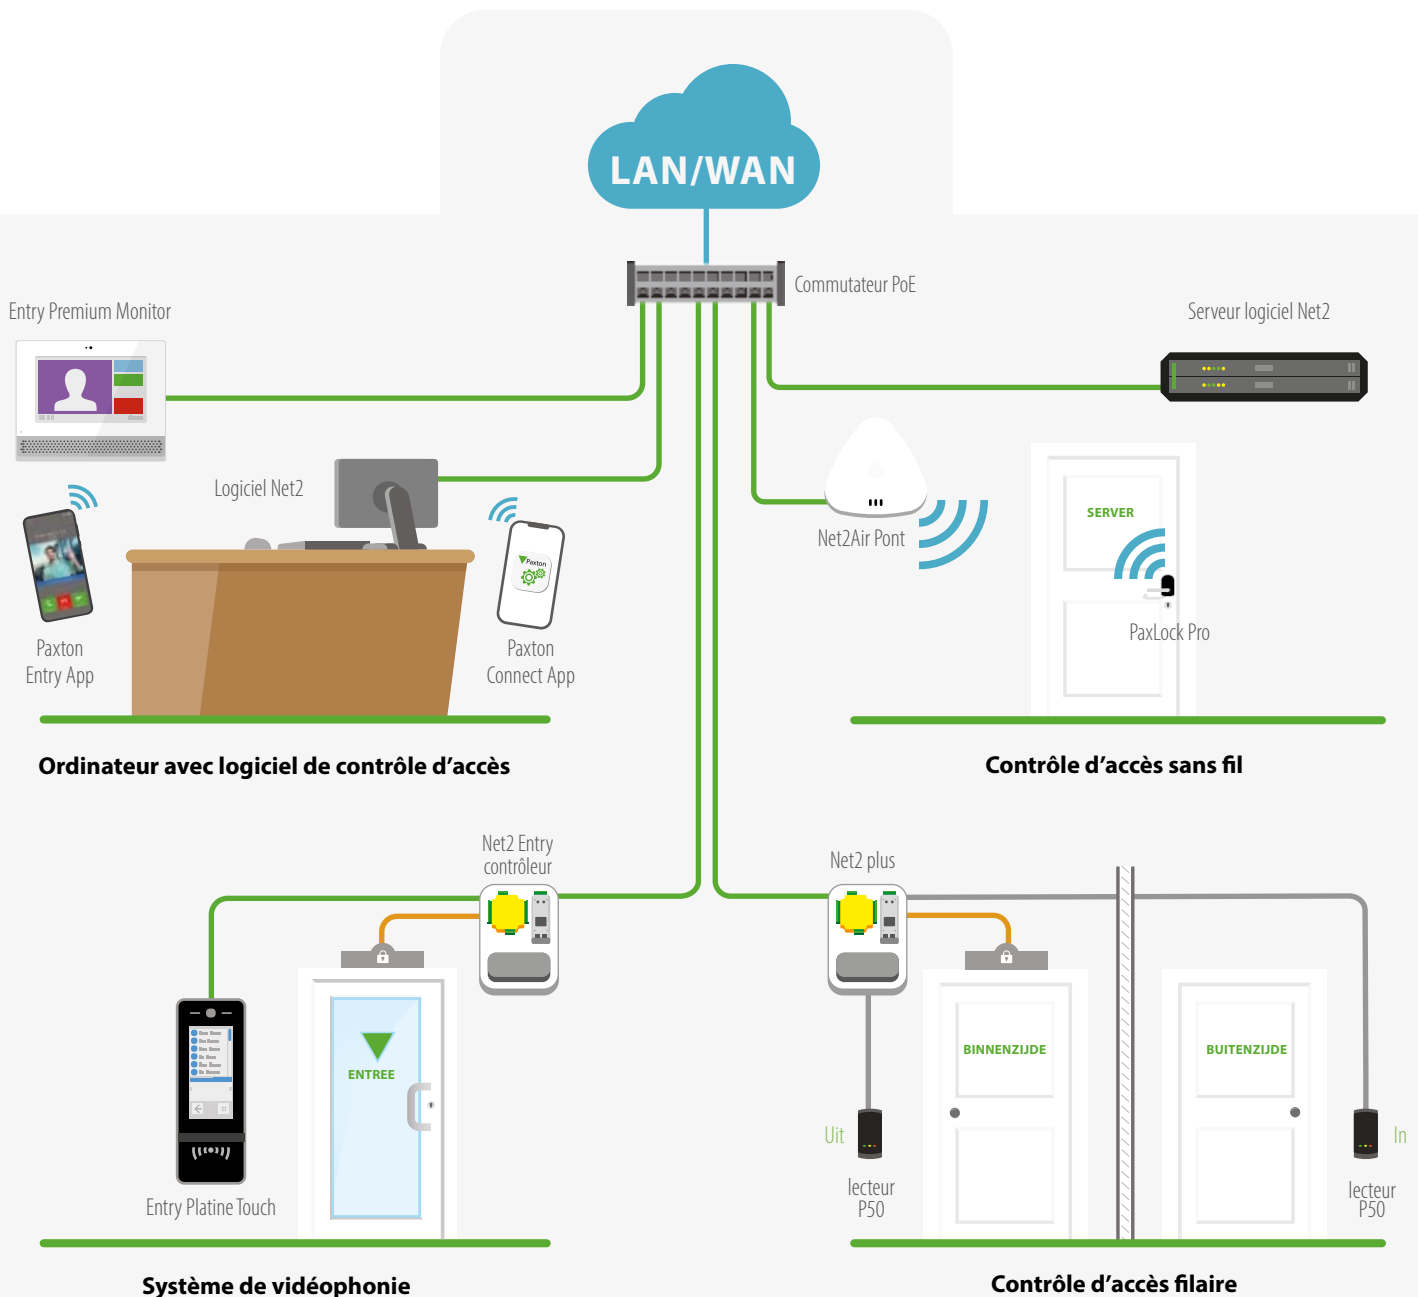 LAN/WAN
Commutateur PoE
Entry Premium Monitor
Serveur logiciel Net2
Logiciel Net2
Net2Air Pont
SERVER
Paxton
PaxLock Pro
Paxton
Entry App
Paxton
Connect App
Ordinateur avec logiciel de contrôle d'accès
Contrôle d'accès sans fil
Net2 Entry
contrôleur
Net2 plus
ENTREE
BINNENZIJDE
BUITENZIJDE
Uit
In
lecteur
P50
lecteur
P50
Entry Platine Touch
Système de vidéophonie
Contrôle d'accès filaire